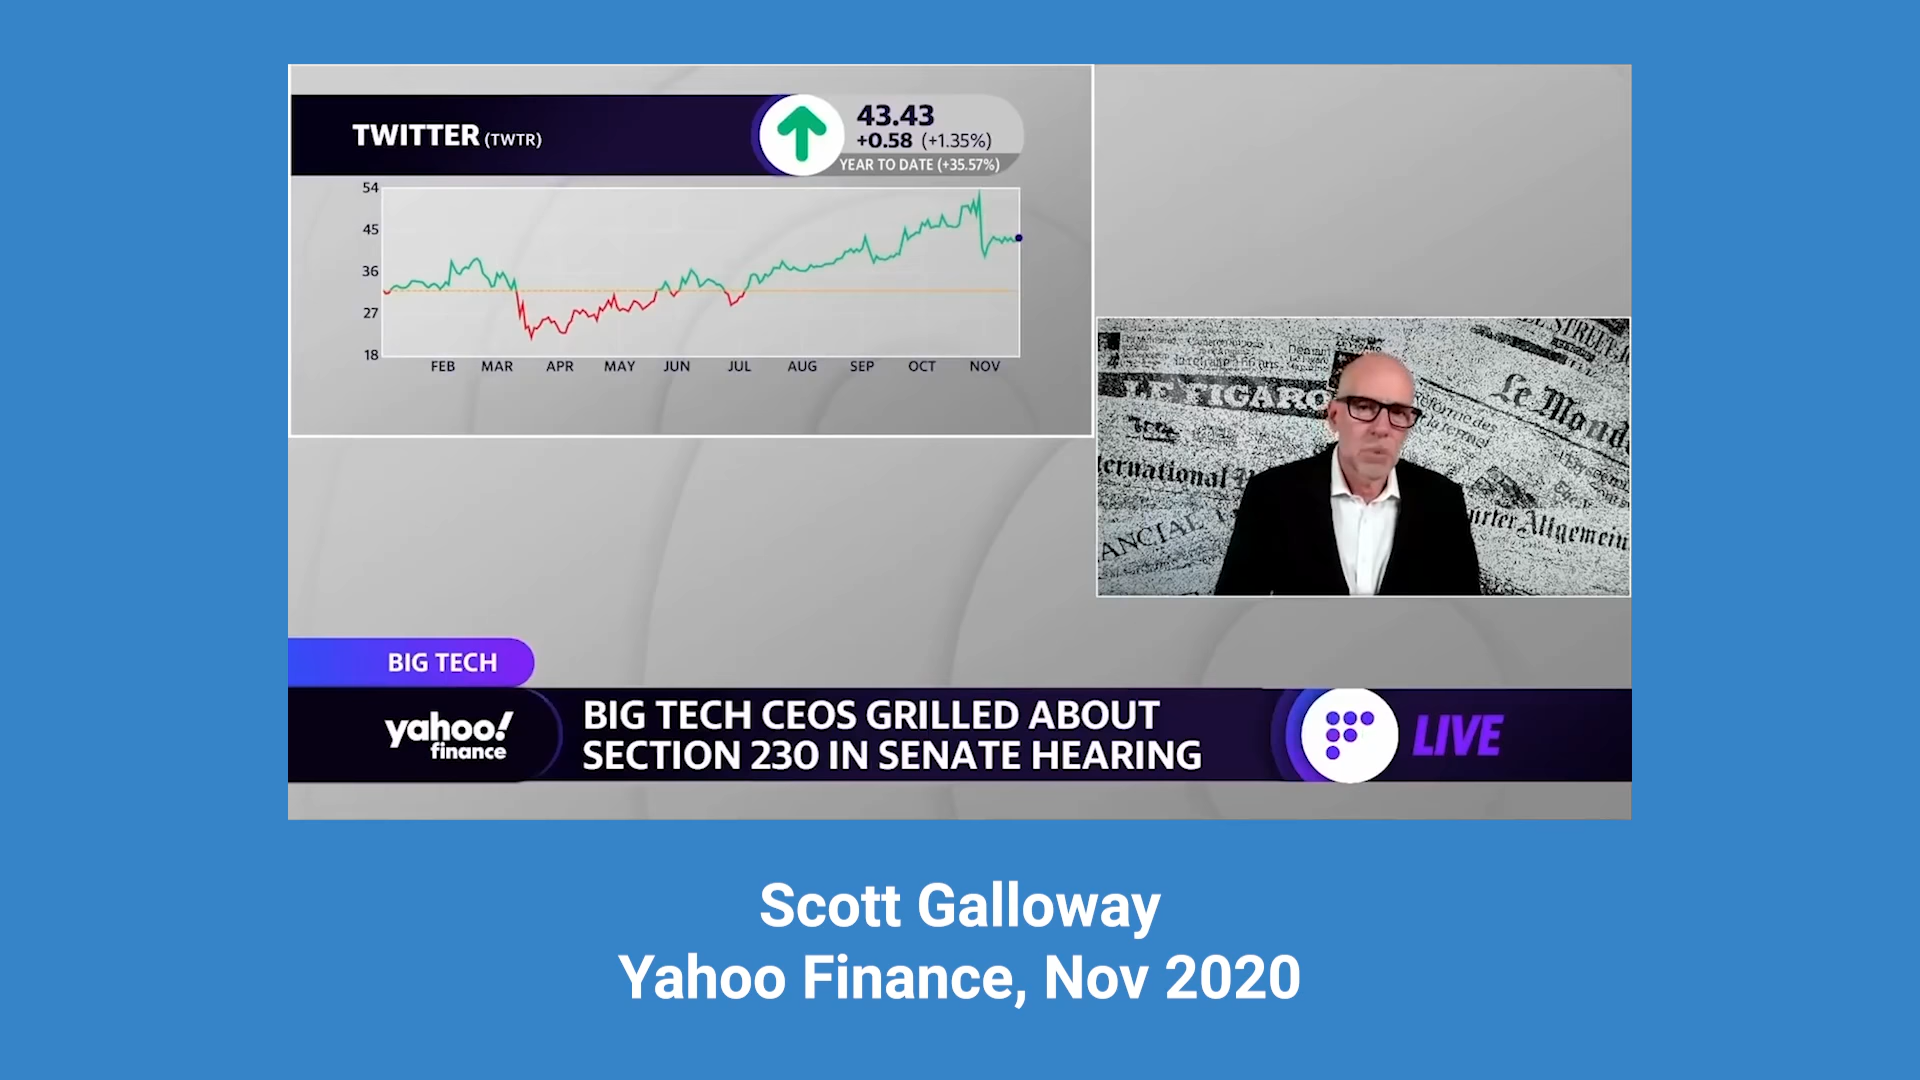 TWITTER (TWTR)
43.43
+0.58 (+1.35%)
YEAR TO DATE (+35.57%)
54
45
36
27
18
FEB MAR APR MAY JUN JUL AUG SEP OCT NOV
LE FIGARO
Le Mond
ternational
ANCIAL
urter Allgemein
BIG TECH
yahoo!
finance
BIG TECH CEOS GRILLED ABOUT
SECTION 230 IN SENATE HEARING
LIVE
Scott Galloway
Yahoo Finance, Nov 2020